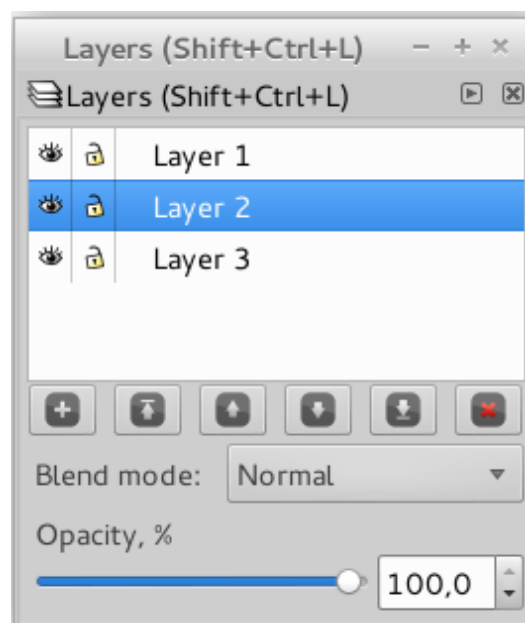 Layers (Shift+Ctrl+L)
Layers (Shift+Ctrl+L)
Layer 1
Layer 2
Layer 3
Blend mode: Normal
Opacity, %
100,0